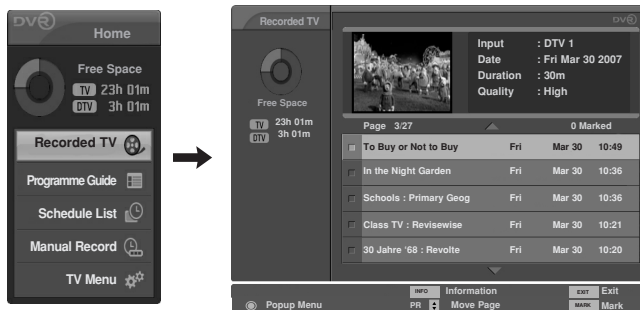 DVR
Home
Free Space
TV 23h 01m
DTV 3h 01m
Recorded TV
Programme Guide
Schedule List
Manual Record
TV Menu
Recorded TV
DVR
Free Space
TV 23h 01m
DTV 3h 01m
Input : DTV 1
Date : Fri Mar 30 2007
Duration : 30m
Quality : High
Page 3/27 0 Marked
To Buy or Not to Buy Fri Mar 30 10:49
In the Night Garden Fri Mar 30 10:36
Schools : Primary Geog Fri Mar 30 10:36
Class TV : Revisewise Fri Mar 30 10:21
30 Jahre '68 : Revolte Fri Mar 30 10:20
INFO Information EXIT Exit
Popup Menu PR Move Page MARK Mark